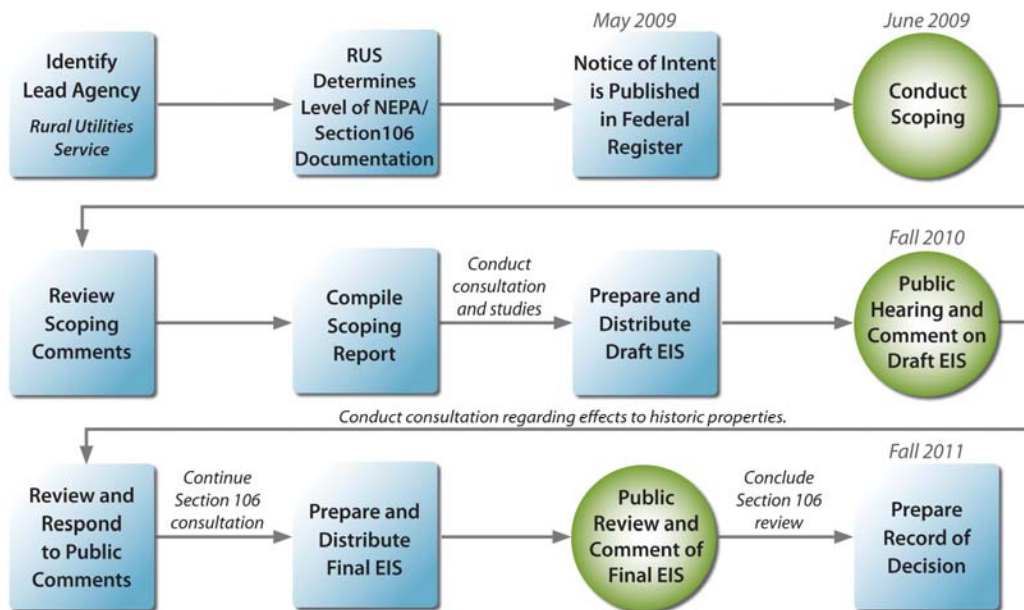 Identify
Lead Agency
Rural Utilities
Service
RUS
Determines
Level of NEPA/
Section106
Documentation
May 2009
Notice of Intent
is Published
in Federal
Register
June 2009
Conduct
Scoping
Review
Scoping
Comments
Compile
Scoping
Report
Conduct
consultation
and studies
Prepare and
Distribute
Draft EIS
Fall 2010
Public
Hearing and
Comment on
Draft EIS
Conduct consultation regarding effects to historic properties.
Review and
Respond
to Public
Comments
Continue
Section 106
consultation
Prepare and
Distribute
Final EIS
Public
Review and
Comment of
Final EIS
Conclude
Section 106
review
Fall 2011
Prepare
Record of
Decision